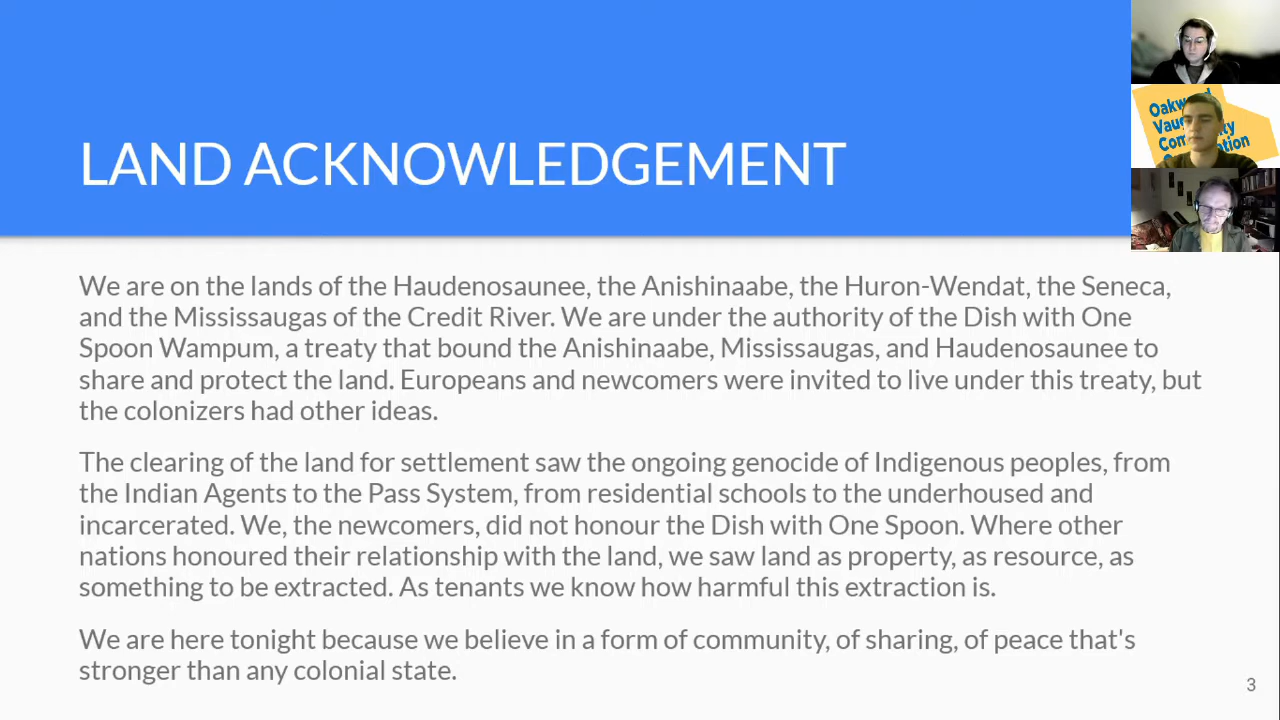 LAND ACKNOWLEDGEMENT
We are on the lands of the Haudenosaunee, the Anishinaabe, the Huron-Wendat, the Seneca,
and the Mississaugas of the Credit River. We are under the authority of the Dish with One
Spoon Wampum, a treaty that bound the Anishinaabe, Mississaugas, and Haudenosaunee to
share and protect the land. Europeans and newcomers were invited to live under this treaty, but
the colonizers had other ideas.
The clearing of the land for settlement saw the ongoing genocide of Indigenous peoples, from
the Indian Agents to the Pass System, from residential schools to the underhoused and
incarcerated. We, the newcomers, did not honour the Dish with One Spoon. Where other
nations honoured their relationship with the land, we saw land as property, as resource, as
something to be extracted. As tenants we know how harmful this extraction is.
We are here tonight because we believe in a form of community, of sharing, of peace that's
stronger than any colonial state.
3